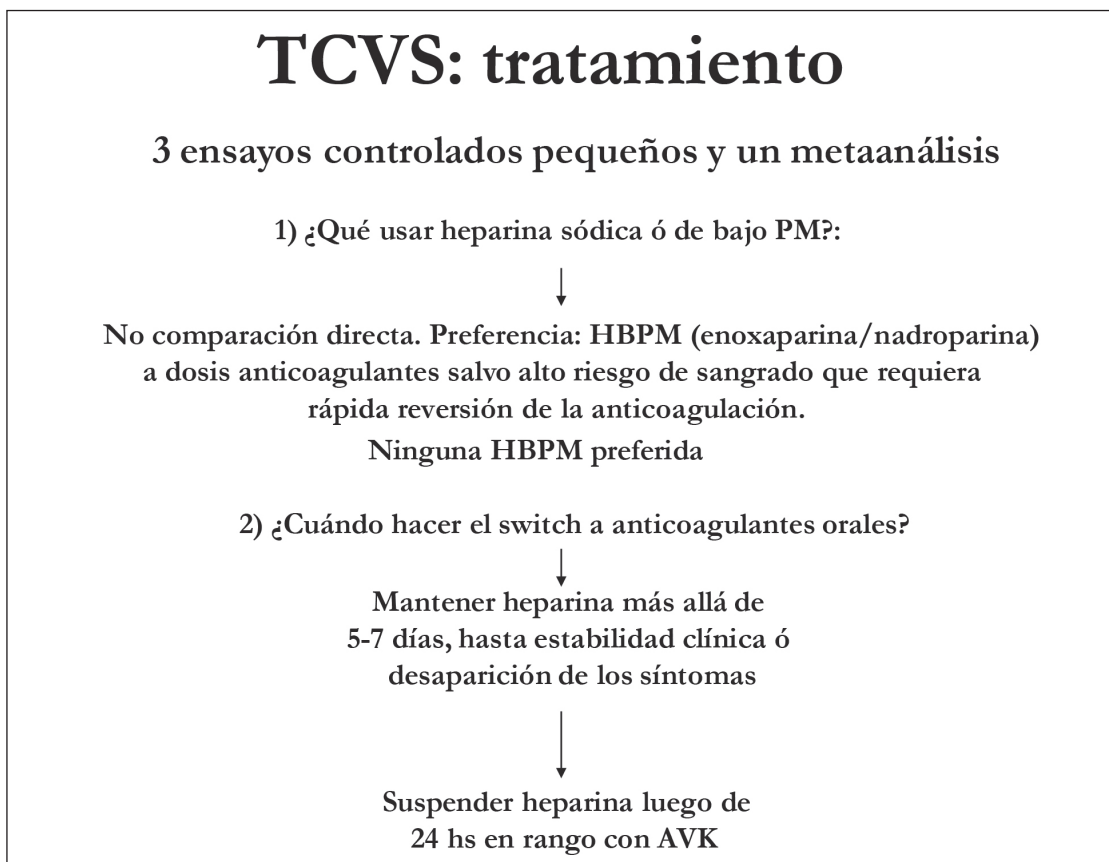 TCVS: tratamiento
3 ensayos controlados pequeños y un metaanálisis
1) ¿Qué usar heparina sódica ó de bajo PM?:
No comparación directa. Preferencia: HBPM (enoxaparina/nadroparina)
a dosis anticoagulantes salvo alto riesgo de sangrado que requiera
rápida reversión de la anticoagulación.
Ninguna HBPM preferida
2) ¿Cuándo hacer el switch a anticoagulantes orales?
Mantener heparina más allá de
5-7 días, hasta estabilidad clínica ó
desaparición de los síntomas
Suspender heparina luego de
24 hs en rango con AVK